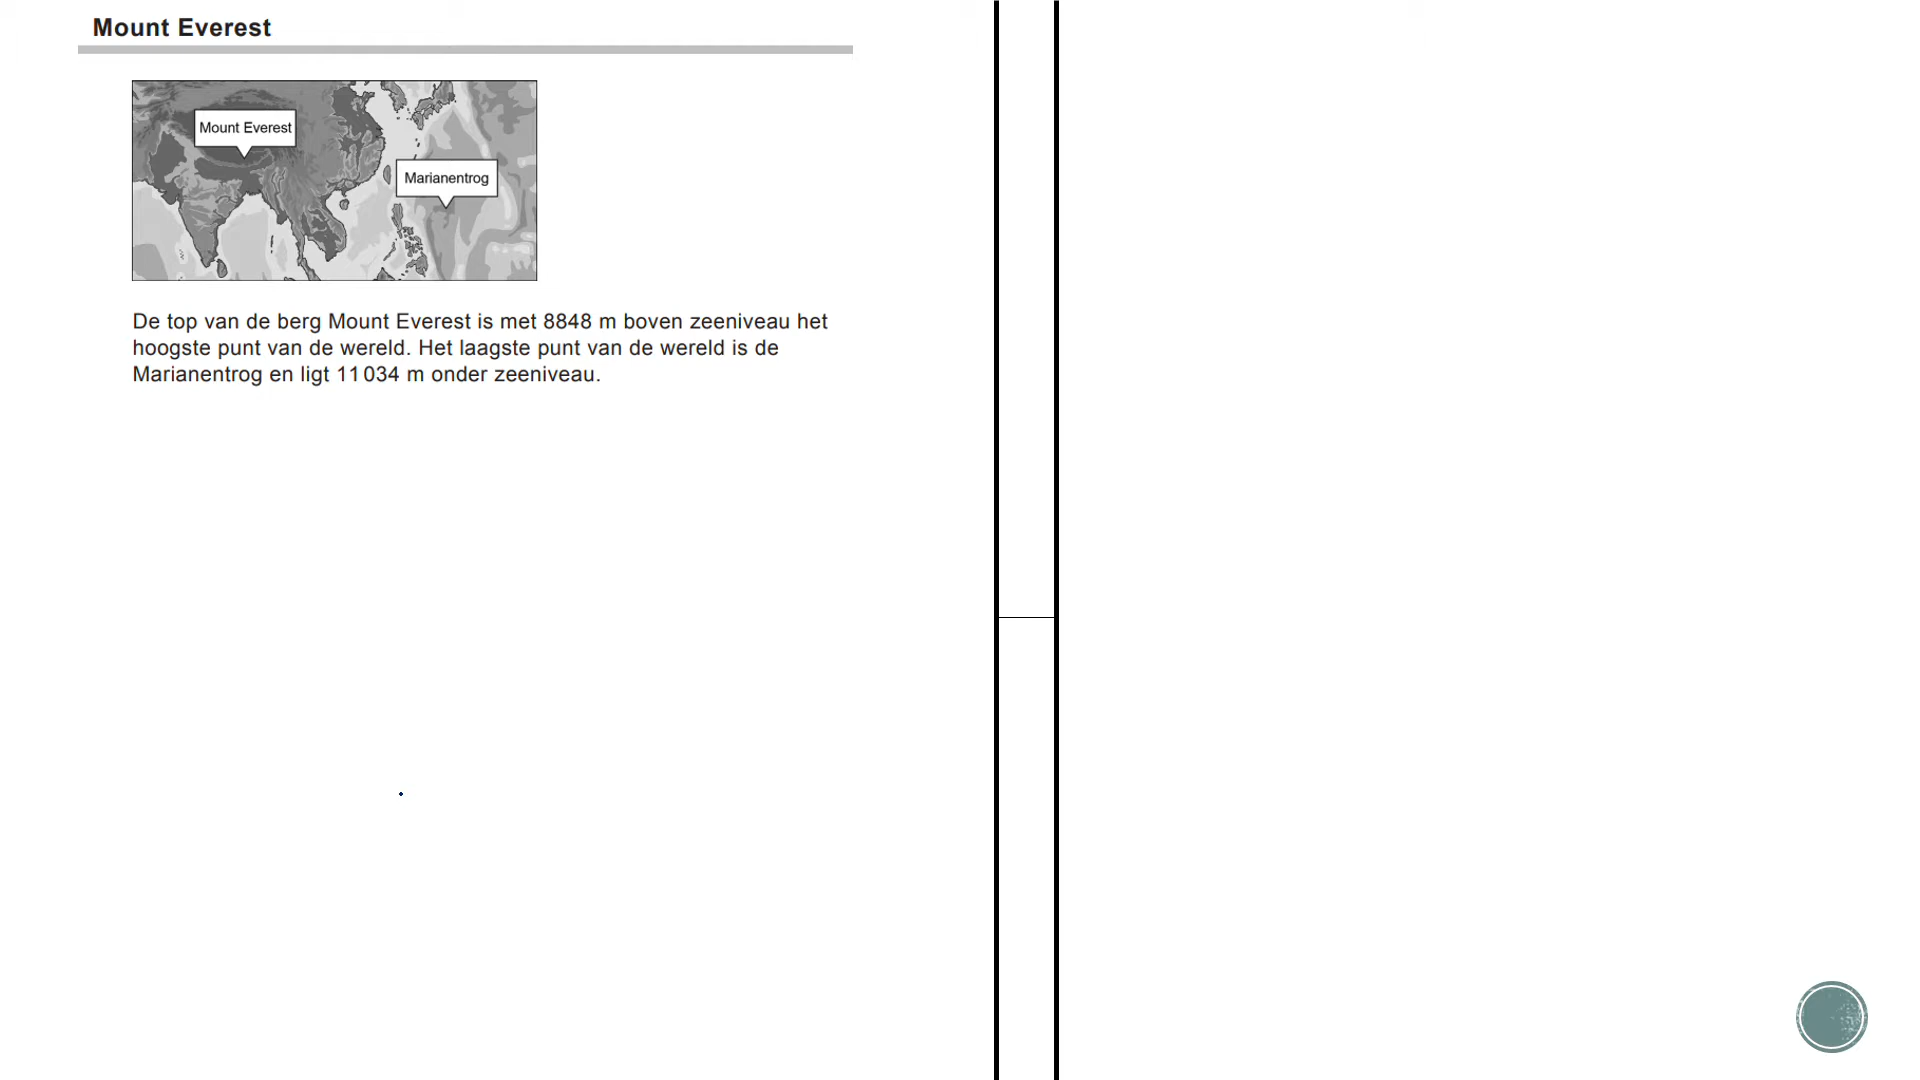 Mount Everest
Mount Everest
Marianentrog
De top van de berg Mount Everest is met 8848 m boven zeeniveau het
hoogste punt van de wereld. Het laagste punt van de wereld is de
Marianentrog en ligt 11 034 m onder zeeniveau.